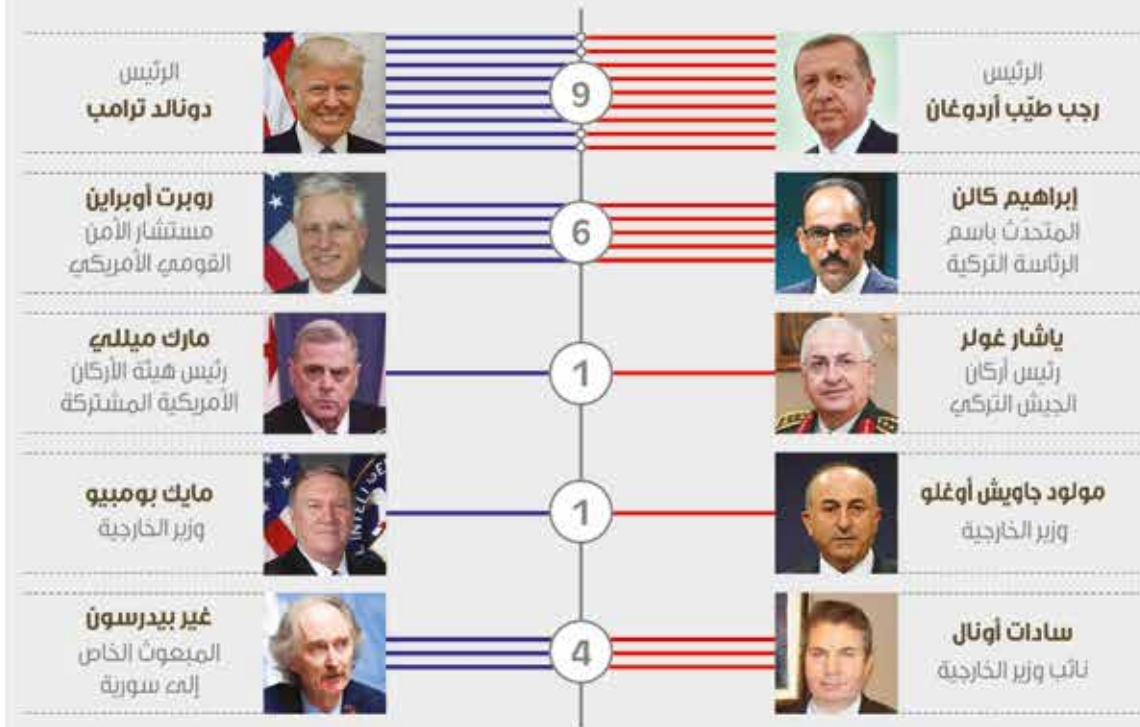 الرئيس
رجب طيّب أردوغان
9
الرئيس
دونالد ترامب
إبراهيم كالن
المتحدث باسم
الرئاسة التركية
6
روبرت أوبراين
مستشار الأمن
القومي الأمريكي
ياشار غولر
رئيس أركان
الجيش التركي
1
مارك ميللي
رئيس هيئة الأركان
الأمريكية المشتركة
مولود جاويش أوغلو
وزير الخارجية
1
مايك بومبيو
وزير الخارجية
سادات أونال
نائب وزير الخارجية
4
غير بيدرسون
المبعوث الخاص
إلى سورية